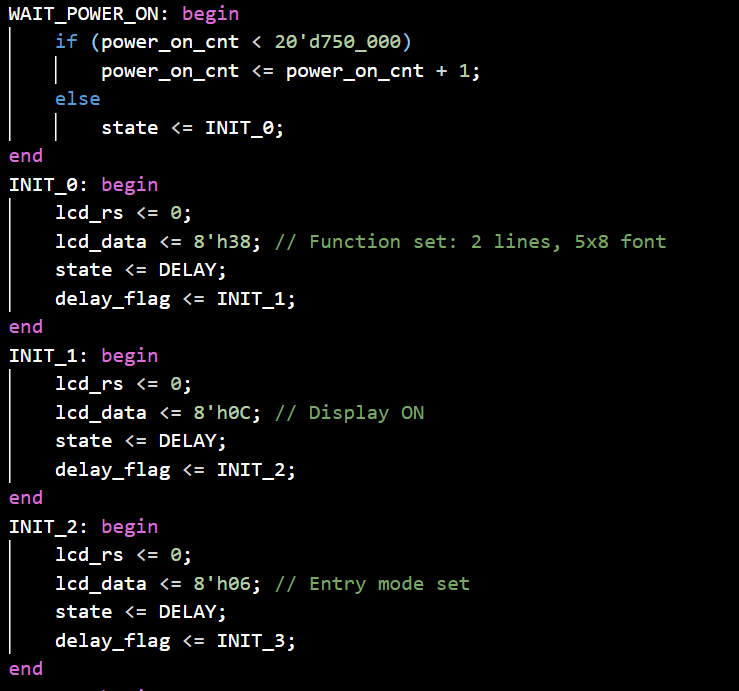 WAIT_POWER_ON: begin
if (power_on_cnt < 20'd750_000)
power_on_cnt <= power_on_cnt + 1;
else
state <= INIT_0;
end
INIT_0: begin
lcd_rs <= 0;
lcd_data <= 8'h38; // Function set: 2 lines, 5x8 font
state <= DELAY;
delay_flag <= INIT_1;
end
INIT_1: begin
lcd_rs <= 0;
lcd_data <= 8'h0C; // Display ON
state <= DELAY;
delay_flag <= INIT_2;
end
INIT_2: begin
lcd_rs <= 0;
lcd_data <= 8'h06; // Entry mode set
state <= DELAY;
delay_flag <= INIT_3;
end